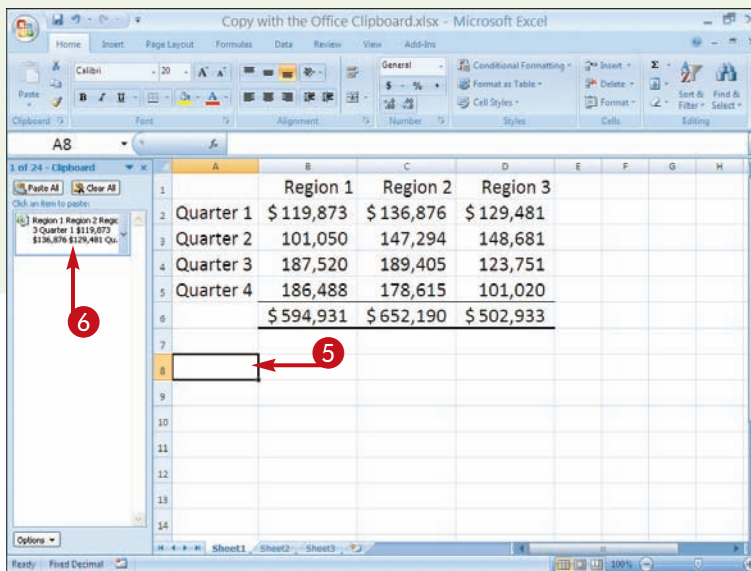 Copy with the Office Clipboard.xlsx - Microsoft Excel
Home Insert Page Layout Formulas Data Review View Add-Ins
Paste
Calibri 20 A A
B I U A
General
$ % ,
Conditional Formatting
Format as Table
Cell Styles
Insert
Delete
Format
Σ
Sort & Filter
Find & Select
Clipboard Font Alignment Number Styles Cells Editing
A8 fx
1 of 24 - Clipboard
Paste All Clear All
Click an item to paste:
Region 1 Region 2 Regic
3 Quarter 1 $119,873
$136,876 $129,481 Qu.
A B C D E F G H
1 Region 1 Region 2 Region 3
2 Quarter 1 $119,873 $136,876 $129,481
3 Quarter 2 101,050 147,294 148,681
4 Quarter 3 187,520 189,405 123,751
5 Quarter 4 186,488 178,615 101,020
6 $594,931 $652,190 $502,933
7
8
9
10
11
12
13
14
5
6
Options
Sheet1 Sheet2 Sheet3
Ready Fixed Decimal 100%